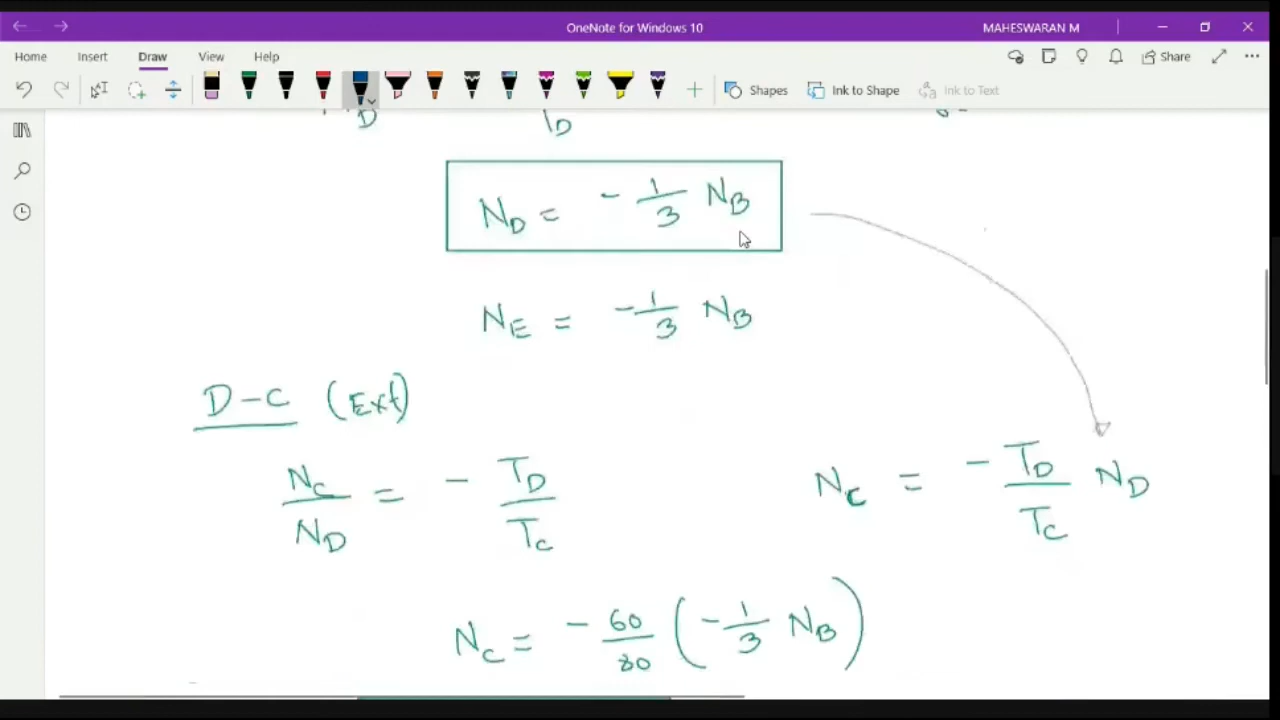 OneNote for Windows 10 MAHESWARAN M
Home Insert Draw View Help Share
Shapes Ink to Shape Ink to Text
N_D = - 1/3 N_B
N_E = - 1/3 N_B
D-C (Ext)
N_C/N_D = - T_D/T_C N_C = - T_D/T_C N_D
N_C = - 60/80 (- 1/3 N_B)